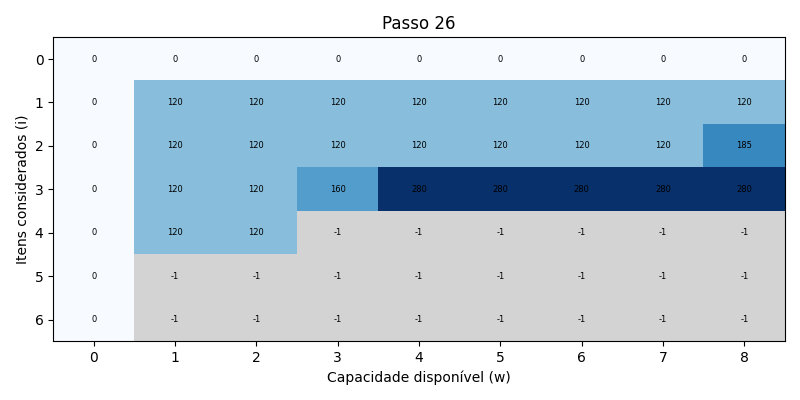 Passo 26
Itens considerados (i)
0 0 0 0 0 0 0 0 0 0
1 0 120 120 120 120 120 120 120 120
2 0 120 120 120 120 120 120 120 185
3 0 120 120 160 280 280 280 280 280
4 0 120 120 -1 -1 -1 -1 -1 -1
5 0 -1 -1 -1 -1 -1 -1 -1 -1
6 0 -1 -1 -1 -1 -1 -1 -1 -1
0 1 2 3 4 5 6 7 8
Capacidade disponível (w)